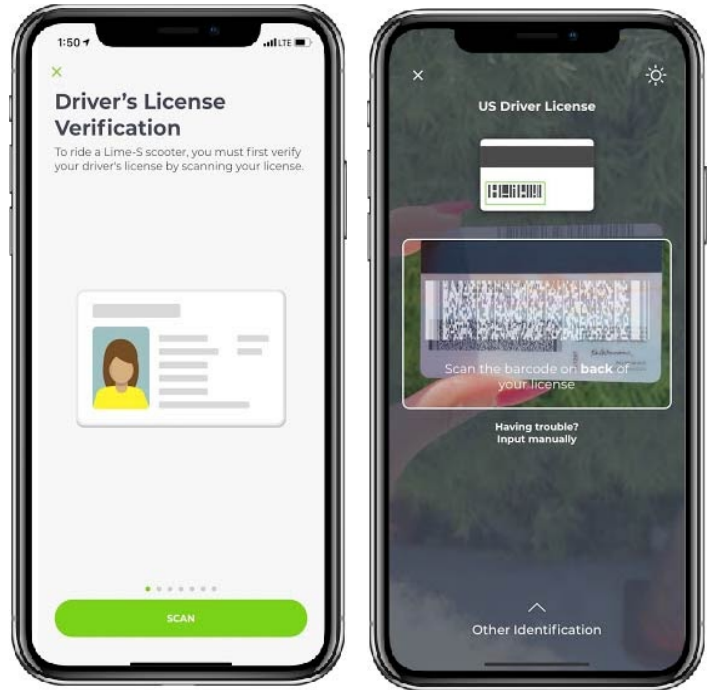 1:50
LTE
Driver's License
Verification
To ride a Lime-S scooter, you must first verify
your driver's license by scanning your license.
SCAN
US Driver License
Scan the barcode on back of
your license
Having trouble?
Input manually
Other Identification